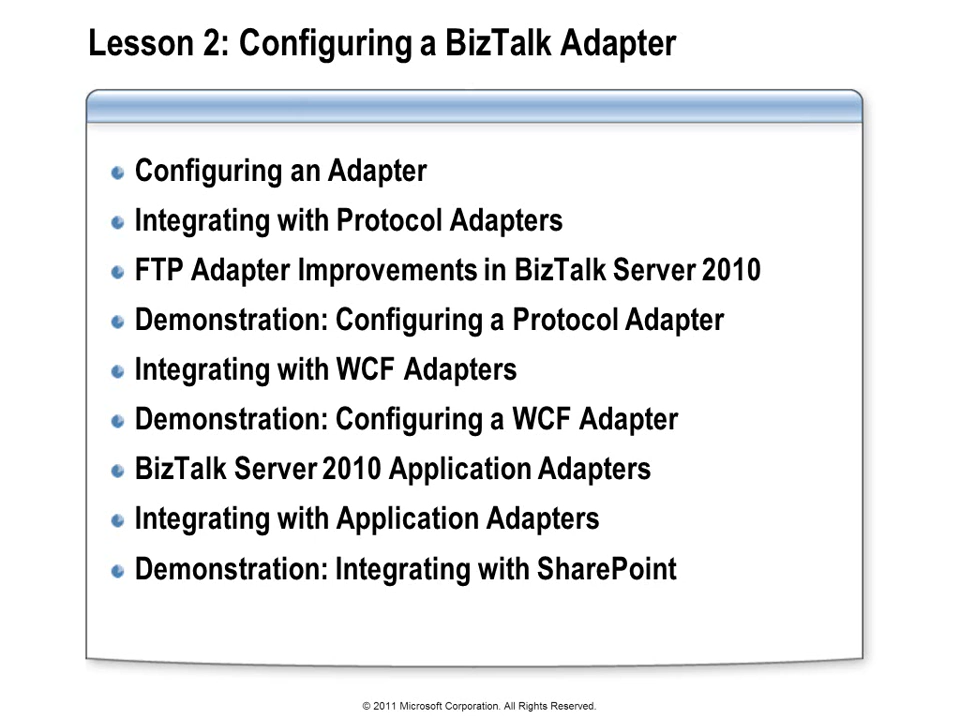 Lesson 2: Configuring a BizTalk Adapter
Configuring an Adapter
Integrating with Protocol Adapters
FTP Adapter Improvements in BizTalk Server 2010
Demonstration: Configuring a Protocol Adapter
Integrating with WCF Adapters
Demonstration: Configuring a WCF Adapter
BizTalk Server 2010 Application Adapters
Integrating with Application Adapters
Demonstration: Integrating with SharePoint
© 2011 Microsoft Corporation. All Rights Reserved.